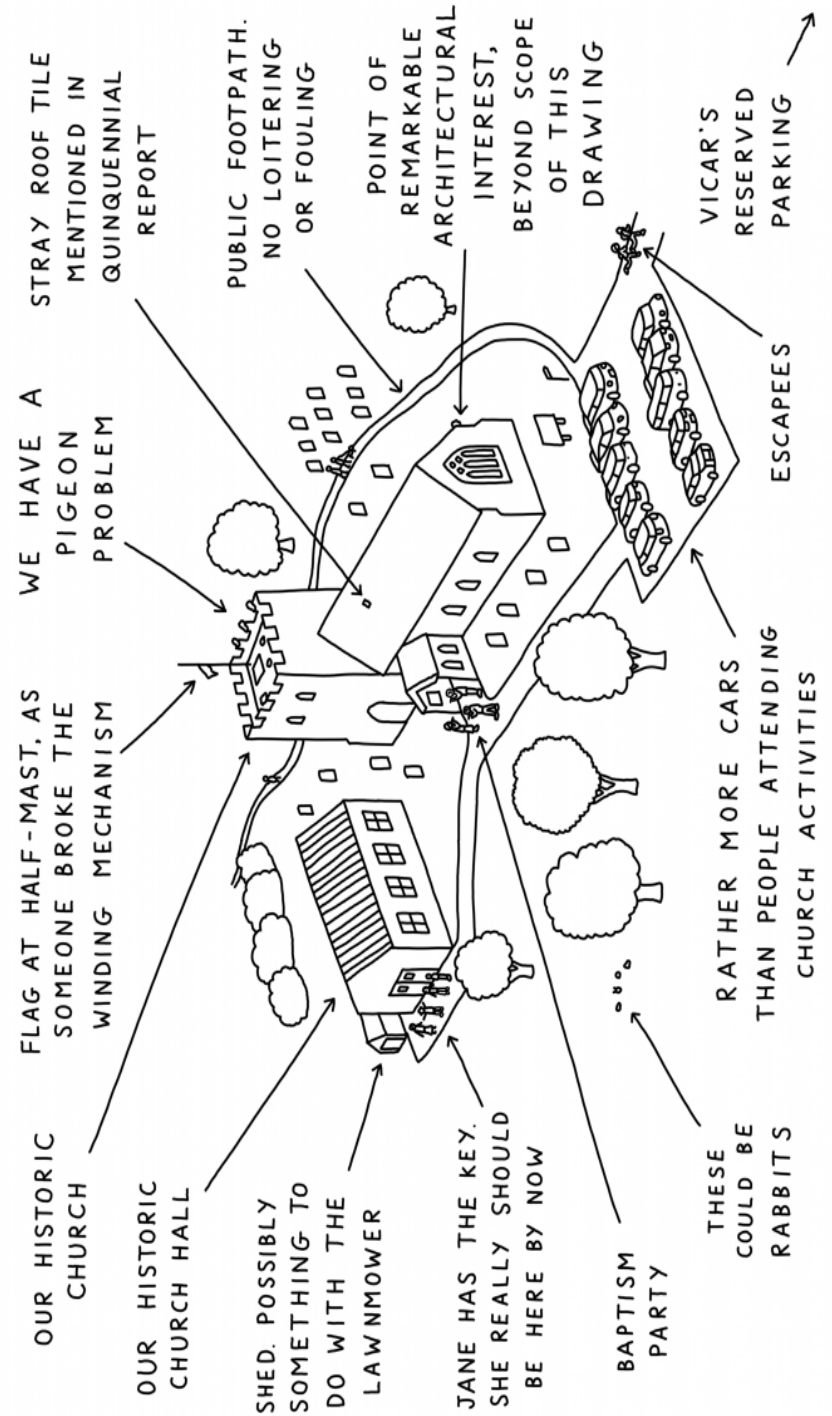 OUR HISTORIC
CHURCH
FLAG AT HALF-MAST, AS
SOMEONE BROKE THE
WINDING MECHANISM
WE HAVE A
PIGEON
PROBLEM
STRAY ROOF TILE
MENTIONED IN
QUINQUENNIAL
REPORT
OUR HISTORIC
CHURCH HALL
PUBLIC FOOTPATH.
NO LOITERING
OR FOULING
SHED. POSSIBLY
SOMETHING TO
DO WITH THE
LAWNMOWER
POINT OF
REMARKABLE
ARCHITECTURAL
INTEREST,
BEYOND SCOPE
OF THIS
DRAWING
JANE HAS THE KEY.
SHE REALLY SHOULD
BE HERE BY NOW
BAPTISM
PARTY
THESE
COULD BE
RABBITS
RATHER MORE CARS
THAN PEOPLE ATTENDING
CHURCH ACTIVITIES
ESCAPEES
VICAR'S
RESERVED
PARKING